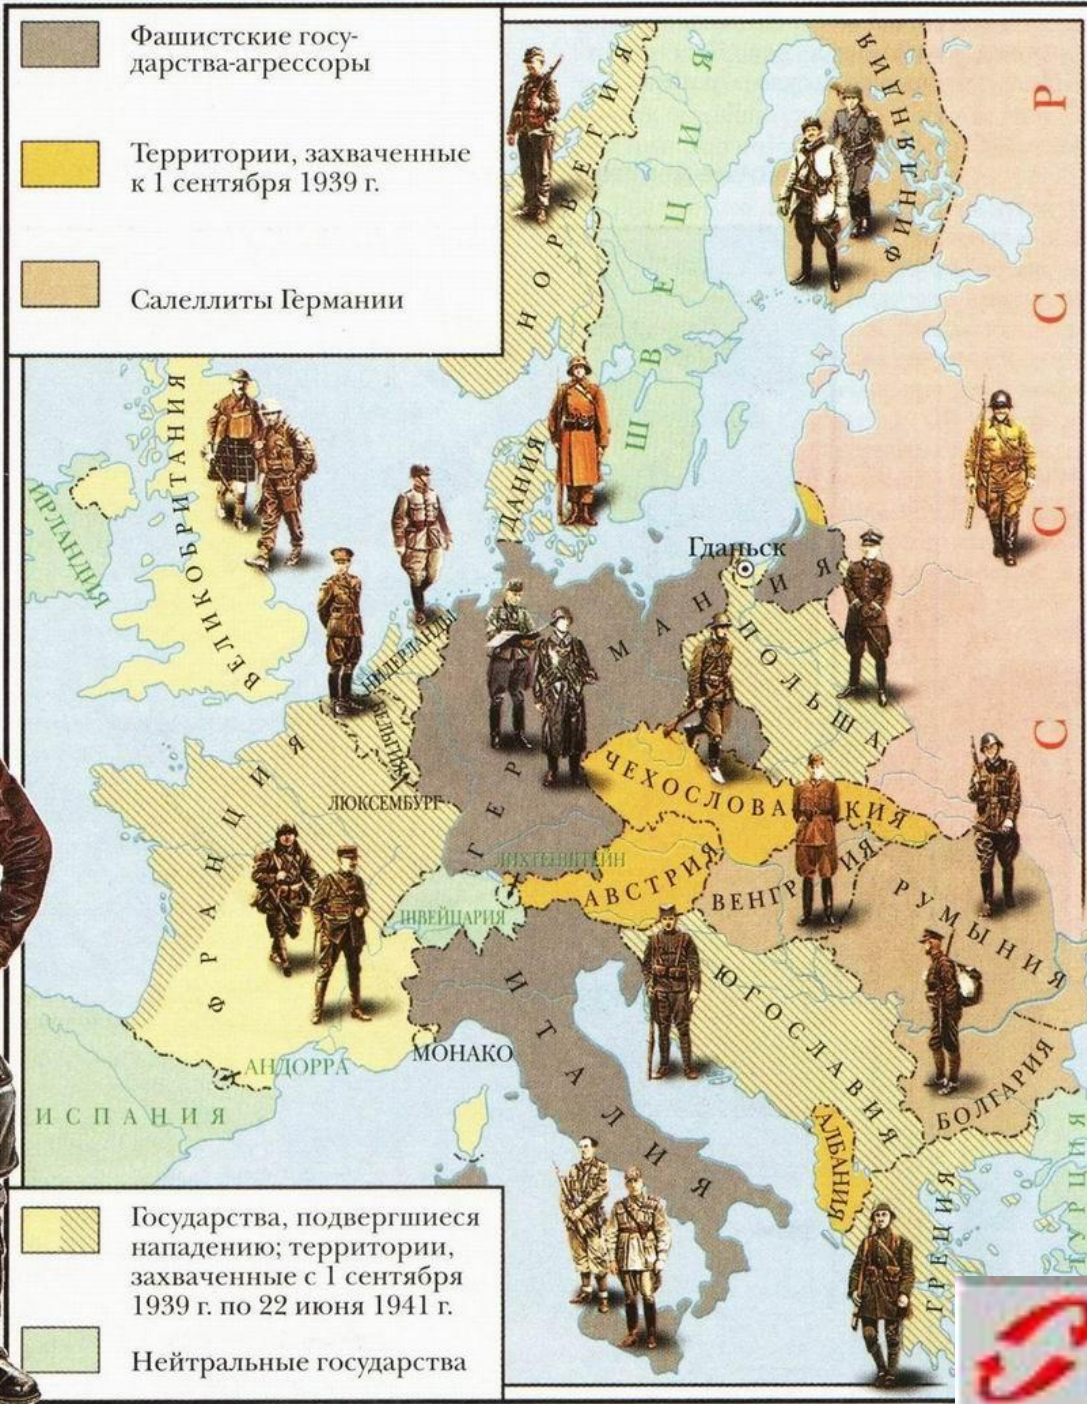 Фашистские госу-
дарства-агрессоры
Территории, захваченные
к 1 сентября 1939 г.
Салеллиты Германии
НОРВЕГИЯ
ШВЕЦИЯ
ФИНЛЯНДИЯ
СССР
ВЕЛИКОБРИТАНИЯ
ИРЛАНДИЯ
ДАНИЯ
Гданьск
НИДЕРЛАНДЫ
БЕЛЬГИЯ
ЛЮКСЕМБУРГ
ГЕРМАНИЯ
ПОЛЬША
ЧЕХОСЛОВАКИЯ
ЛИХТЕНШТЕЙН
АВСТРИЯ
ВЕНГРИЯ
РУМЫНИЯ
ФРАНЦИЯ
ШВЕЙЦАРИЯ
ЮГОСЛАВИЯ
ИТАЛИЯ
МОНАКО
АНДОРРА
ИСПАНИЯ
БОЛГАРИЯ
АЛБАНИЯ
ГРЕЦИЯ
ТУРЦИЯ
Государства, подвергшиеся
нападению; территории,
захваченные с 1 сентября
1939 г. по 22 июня 1941 г.
Нейтральные государства